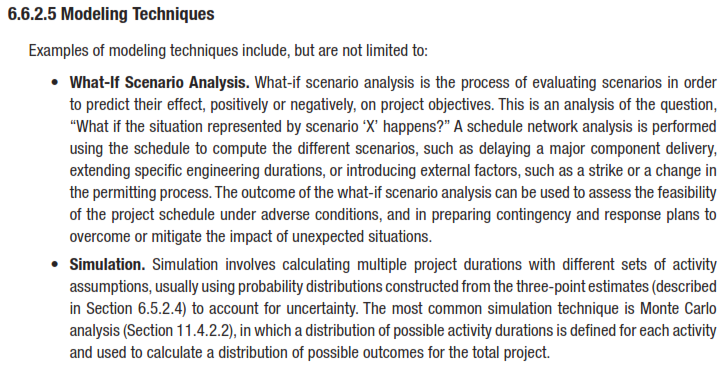 6.6.2.5 Modeling Techniques
Examples of modeling techniques include, but are not limited to:
• What-If Scenario Analysis. What-if scenario analysis is the process of evaluating scenarios in order
to predict their effect, positively or negatively, on project objectives. This is an analysis of the question,
“What if the situation represented by scenario ‘X’ happens?” A schedule network analysis is performed
using the schedule to compute the different scenarios, such as delaying a major component delivery,
extending specific engineering durations, or introducing external factors, such as a strike or a change in
the permitting process. The outcome of the what-if scenario analysis can be used to assess the feasibility
of the project schedule under adverse conditions, and in preparing contingency and response plans to
overcome or mitigate the impact of unexpected situations.
• Simulation. Simulation involves calculating multiple project durations with different sets of activity
assumptions, usually using probability distributions constructed from the three-point estimates (described
in Section 6.5.2.4) to account for uncertainty. The most common simulation technique is Monte Carlo
analysis (Section 11.4.2.2), in which a distribution of possible activity durations is defined for each activity
and used to calculate a distribution of possible outcomes for the total project.